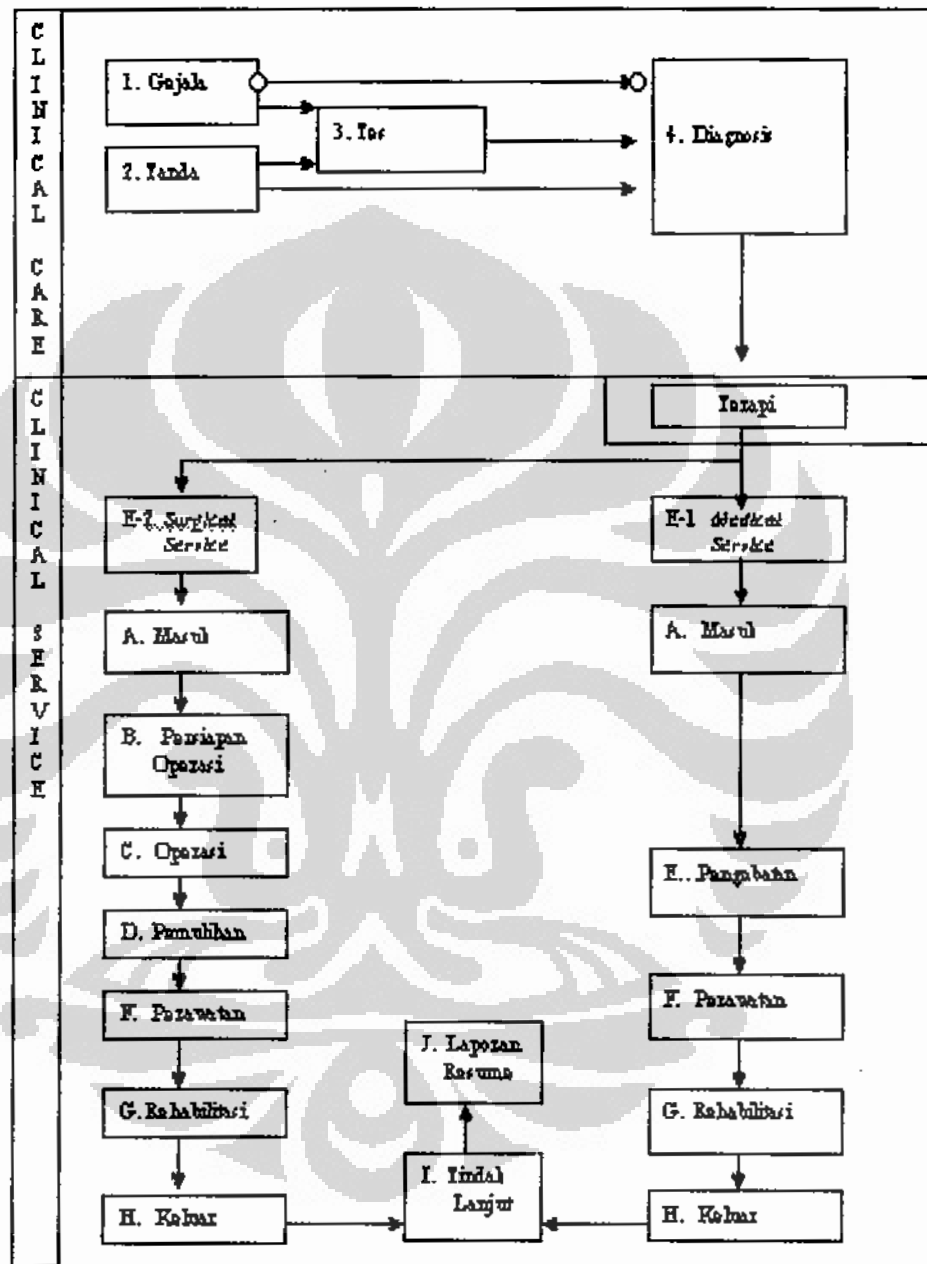 CLINICAL CARE
1. Gejala
2. Tanda
3. Tes
4. Diagnosis
CLINICAL SERVICE
Terapi
E-2 Surgical
Service
E-1 Medical
Service
A. Masuk
A. Masuk
B. Persiapan
Operasi
C. Operasi
E. Pengobatan
D. Pemulihan
F. Perawatan
F. Perawatan
J. Laporan
Resume
G. Rehabilitasi
G. Rehabilitasi
I. Tindak
Lanjut
H. Keluar
H. Keluar